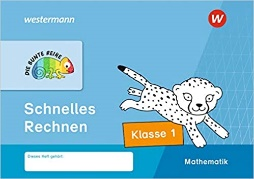 westermann
W
DIE BUNTE REIHE
Schnelles
Rechnen
Klasse 1
Dieses Heft gehört:
Mathematik